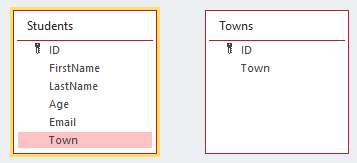 Students
ID
FirstName
LastName
Age
Email
Town
Towns
ID
Town